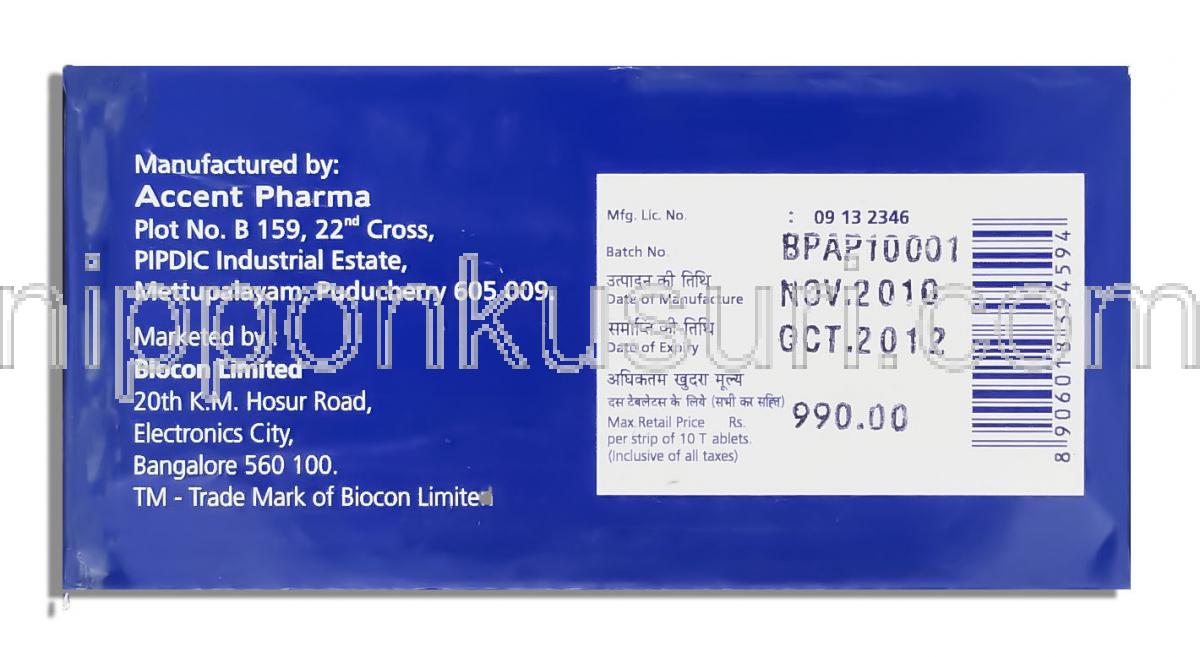 Manufactured by:
Accent Pharma
Plot No. B 159, 22nd Cross,
PIPDIC Industrial Estate,
Mettupalayam, Puducherry 605 009.
Marketed by :
Biocon Limited
20th K.M. Hosur Road,
Electronics City,
Bangalore 560 100.
TM - Trade Mark of Biocon Limited
Mfg. Lic. No. : 09 13 2346
Batch No. BPAP10001
उत्पादन की तिथि
Date of Manufacture NOV.2010
समाप्ति की तिथि
Date of Expiry OCT.2012
अधिकतम खुदरा मूल्य
दस टेबलेटस के लिये (सभी कर सहित)
Max.Retail Price Rs. 990.00
per strip of 10 T ablets.
(Inclusive of all taxes)
nipponkusuri.com